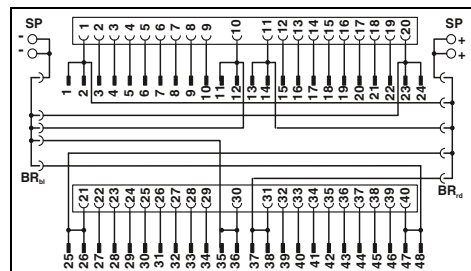 SP SP
- +
- +
1 2 3 4 5 6 7 8 9 10 11 12 13 14 15 16 17 18 19 20
1 2 3 4 5 6 7 8 9 10 11 12 13 14 15 16 17 18 19 20 21 22 23 24
BRbl BRrd
21 22 23 24 25 26 27 28 29 30 31 32 33 34 35 36 37 38 39 40
25 26 27 28 29 30 31 32 33 34 35 36 37 38 39 40 41 42 43 44 45 46 47 48